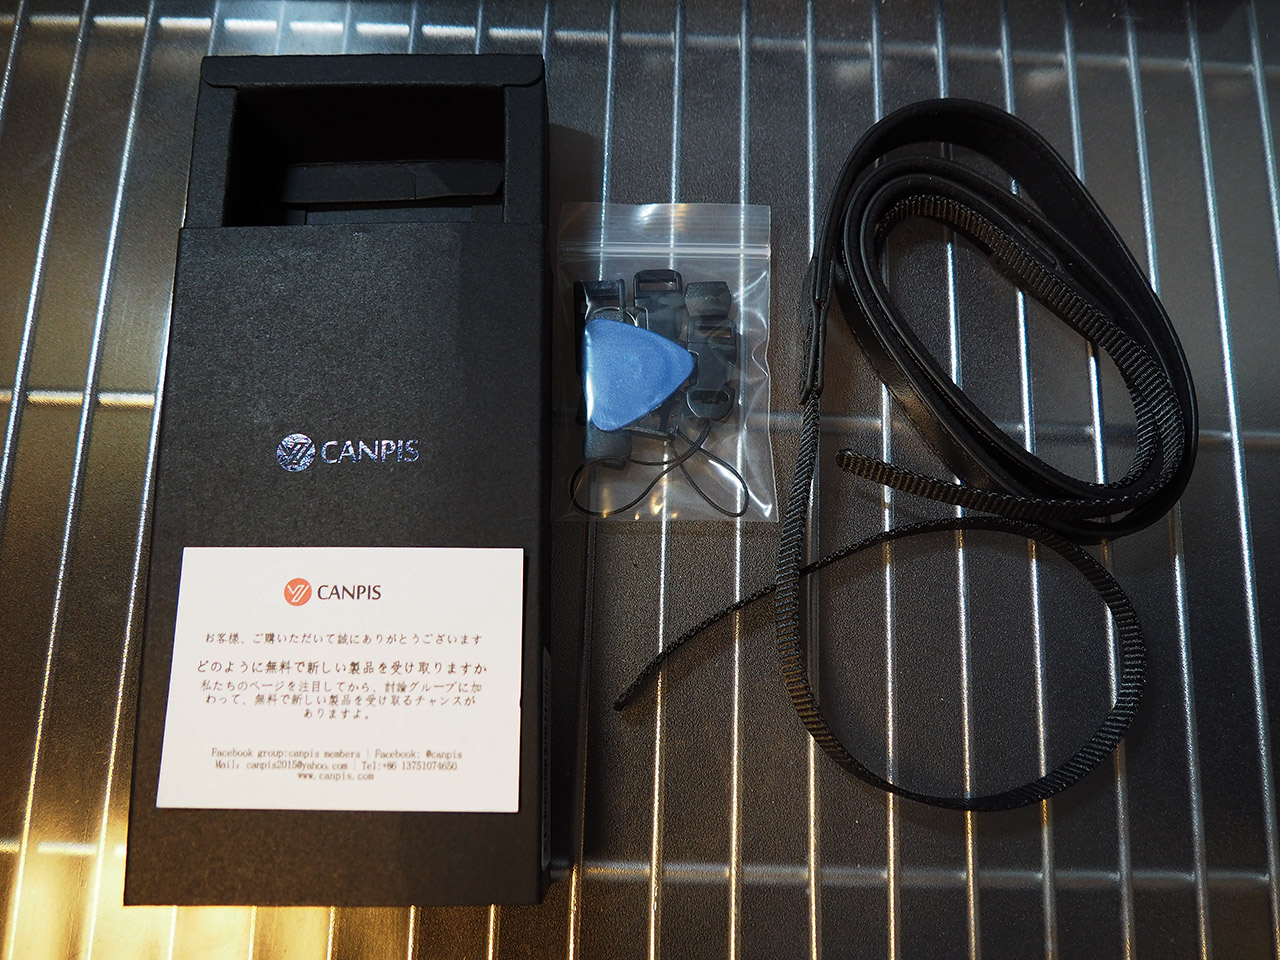 CANPIS
CANPIS
お客様、ご購いただいて誠にありがとうございます
どのように無料で新しい製品を受け取りますか
私たちのページを注目してから、討論グループに加
わって、無料で新しい製品を受け取るチャンスが
ありますよ。
Facebook group:canpis members | Facebook: @canpis
Mail: canpis2015@yahoo.com | Tel:+86 13751074650
www.canpis.com